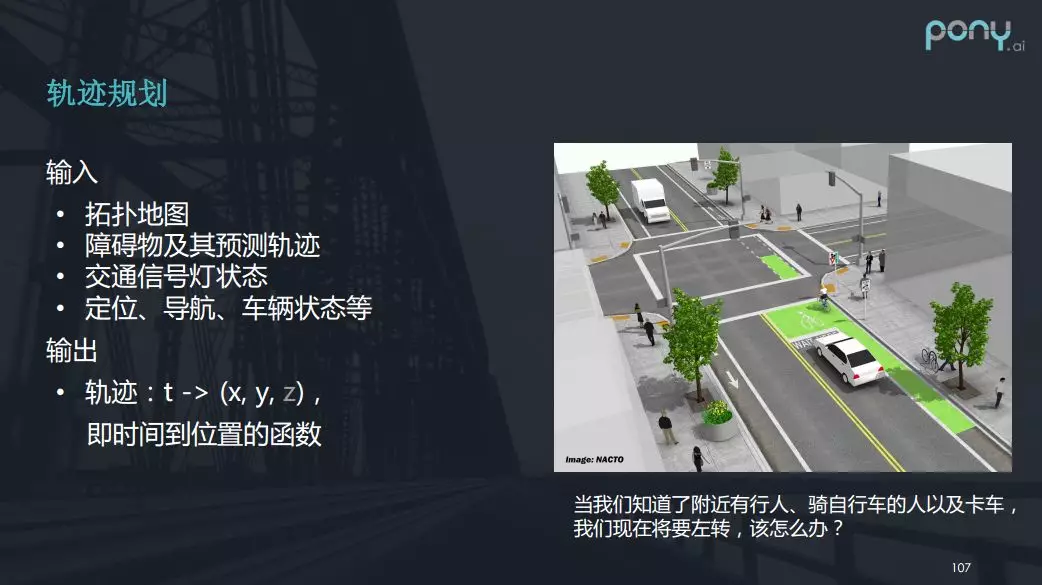 pony.ai
轨迹规划
输入
• 拓扑地图
• 障碍物及其预测轨迹
• 交通信号灯状态
• 定位、导航、车辆状态等
输出
• 轨迹：t -> (x, y, z)，
即时间到位置的函数
WAIT
Image: NACTO
当我们知道了附近有行人、骑自行车的人以及卡车，
我们现在将要左转，该怎么办？
107